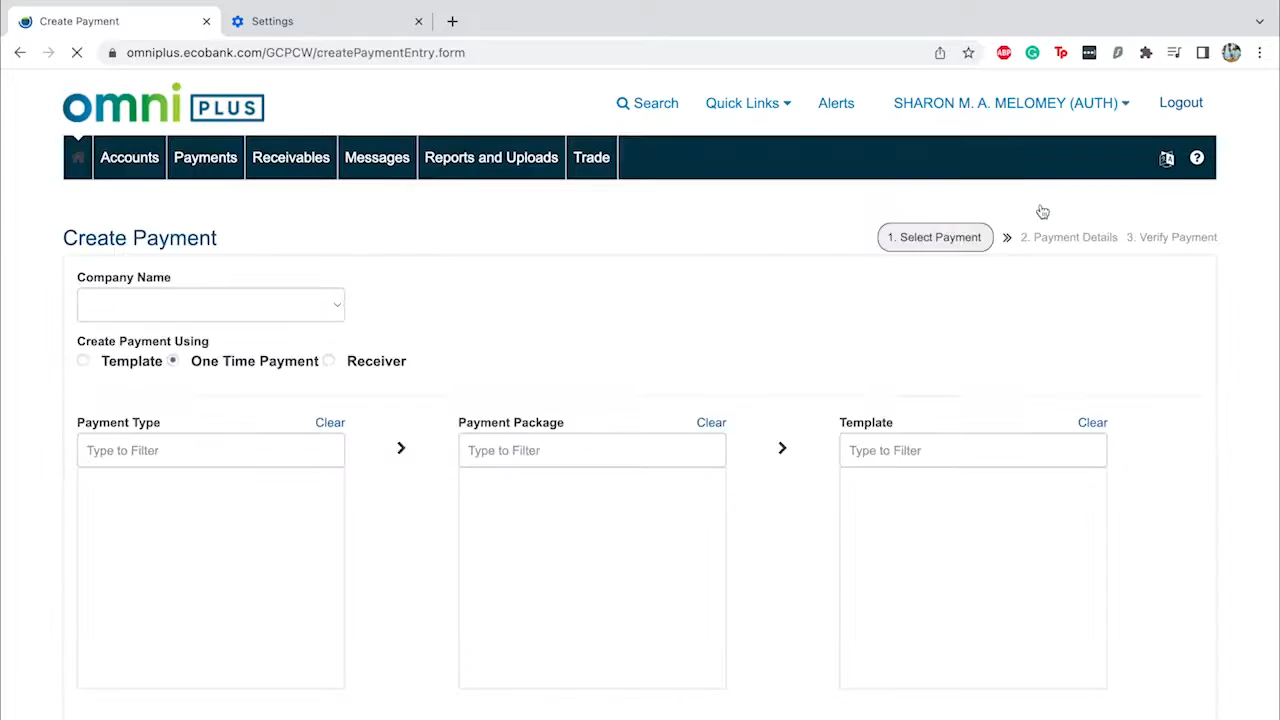 Create Payment
Settings
omniplus.ecobank.com/GCPCW/createPaymentEntry.form
ABP
Tp
omni PLUS
Search
Quick Links
Alerts
SHARON M. A. MELOMEY (AUTH)
Logout
Accounts
Payments
Receivables
Messages
Reports and Uploads
Trade
Create Payment
1. Select Payment » 2. Payment Details 3. Verify Payment
Company Name
Create Payment Using
Template One Time Payment Receiver
Payment Type Clear
Payment Package Clear
Template Clear
Type to Filter
Type to Filter
Type to Filter